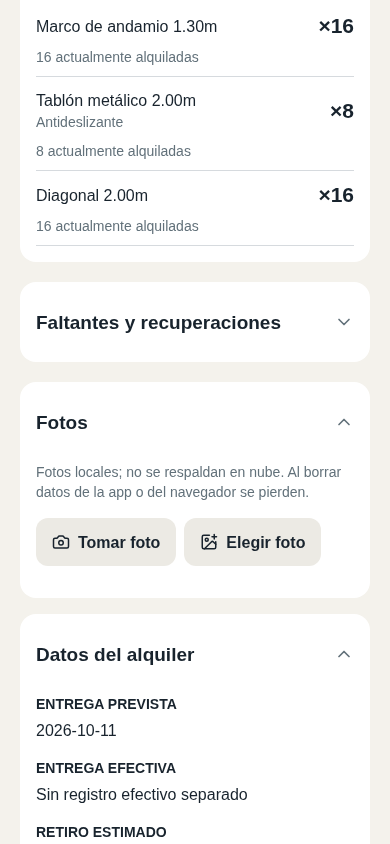 Marco de andamio 1.30m
×16
16 actualmente alquiladas
Tablón metálico 2.00m
Antideslizante
×8
8 actualmente alquiladas
Diagonal 2.00m
×16
16 actualmente alquiladas
Faltantes y recuperaciones
Fotos
Fotos locales; no se respaldan en nube. Al borrar
datos de la app o del navegador se pierden.
Tomar foto
Elegir foto
Datos del alquiler
ENTREGA PREVISTA
2026-10-11
ENTREGA EFECTIVA
Sin registro efectivo separado
RETIRO ESTIMADO